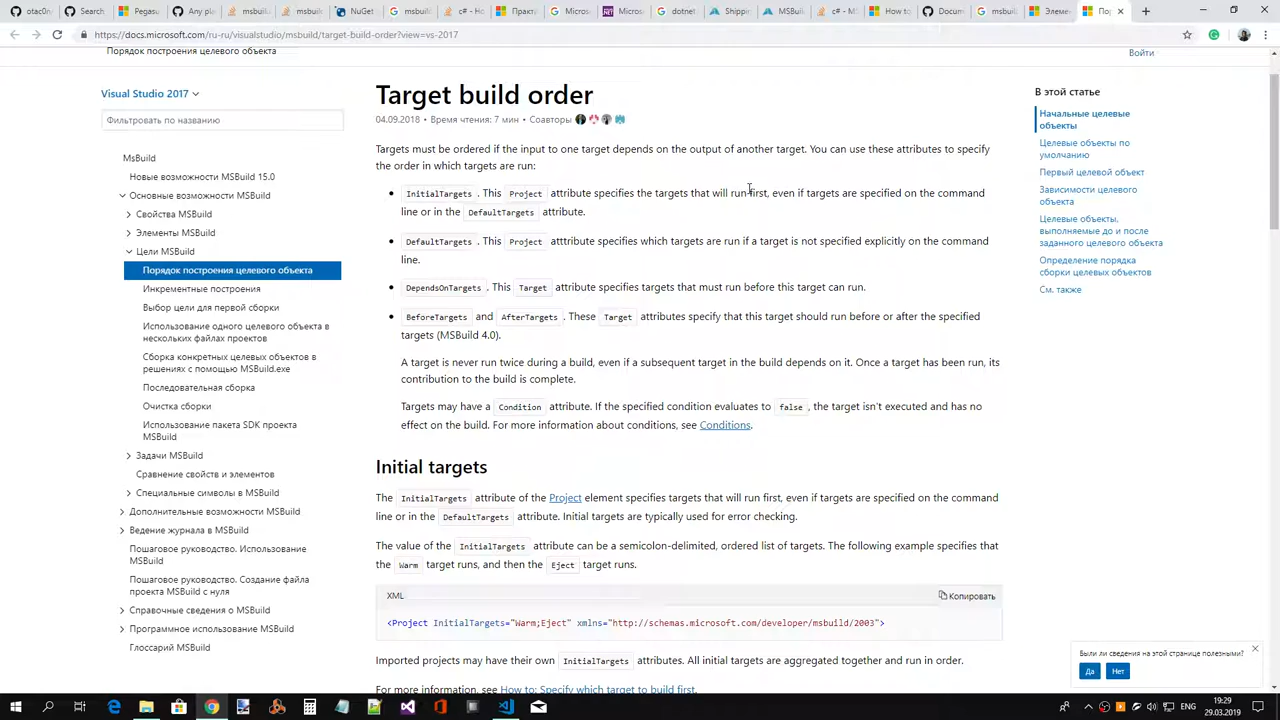 otac0n
Search
Pegas
Any pl
msbuil
msbuil
NuGet
msbuil
c# - Ho
Практ
Micros
Micros
dotnet
Shippin
MSBuil
c# - MS
How to
Docum
msbuil
Элеме
По
https://docs.microsoft.com/ru-ru/visualstudio/msbuild/target-build-order?view=vs-2017
Порядок построения целевого объекта
Войти
Visual Studio 2017
Фильтровать по названию
MsBuild
Новые возможности MSBuild 15.0
Основные возможности MSBuild
Свойства MSBuild
Элементы MSBuild
Цели MSBuild
Порядок построения целевого объекта
Инкрементные построения
Выбор цели для первой сборки
Использование одного целевого объекта в
нескольких файлах проектов
Сборка конкретных целевых объектов в
решениях с помощью MSBuild.exe
Последовательная сборка
Очистка сборки
Использование пакета SDK проекта
MSBuild
Задачи MSBuild
Сравнение свойств и элементов
Специальные символы в MSBuild
Дополнительные возможности MSBuild
Ведение журнала в MSBuild
Пошаговое руководство. Использование
MSBuild
Пошаговое руководство. Создание файла
проекта MSBuild с нуля
Справочные сведения о MSBuild
Программное использование MSBuild
Глоссарий MSBuild
Target build order
04.09.2018 • Время чтения: 7 мин • Соавторы
Targets must be ordered if the input to one target depends on the output of another target. You can use these attributes to specify
the order in which targets are run:
• InitialTargets . This Project attribute specifies the targets that will run first, even if targets are specified on the command
line or in the DefaultTargets attribute.
• DefaultTargets . This Project atttribute specifies which targets are run if a target is not specified explicitly on the command
line.
• DependsOnTargets . This Target attribute specifies targets that must run before this target can run.
• BeforeTargets and AfterTargets . These Target attributes specify that this target should run before or after the specified
targets (MSBuild 4.0).
A target is never run twice during a build, even if a subsequent target in the build depends on it. Once a target has been run, its
contribution to the build is complete.
Targets may have a Condition attribute. If the specified condition evaluates to false , the target isn't executed and has no
effect on the build. For more information about conditions, see Conditions.
Initial targets
The InitialTargets attribute of the Project element specifies targets that will run first, even if targets are specified on the command
line or in the DefaultTargets attribute. Initial targets are typically used for error checking.
The value of the InitialTargets attribute can be a semicolon-delimited, ordered list of targets. The following example specifies that
the Warm target runs, and then the Eject target runs.
XML
Копировать
<Project InitialTargets="Warm;Eject" xmlns="http://schemas.microsoft.com/developer/msbuild/2003">
Imported projects may have their own InitialTargets attributes. All initial targets are aggregated together and run in order.
For more information, see How to: Specify which target to build first.
В этой статье
Начальные целевые
объекты
Целевые объекты по
умолчанию
Первый целевой объект
Зависимости целевого
объекта
Целевые объекты,
выполняемые до и после
заданного целевого объекта
Определение порядка
сборки целевых объектов
См. также
Были ли сведения на этой странице полезными?
Да
Нет
ENG
19:29
29.03.2019